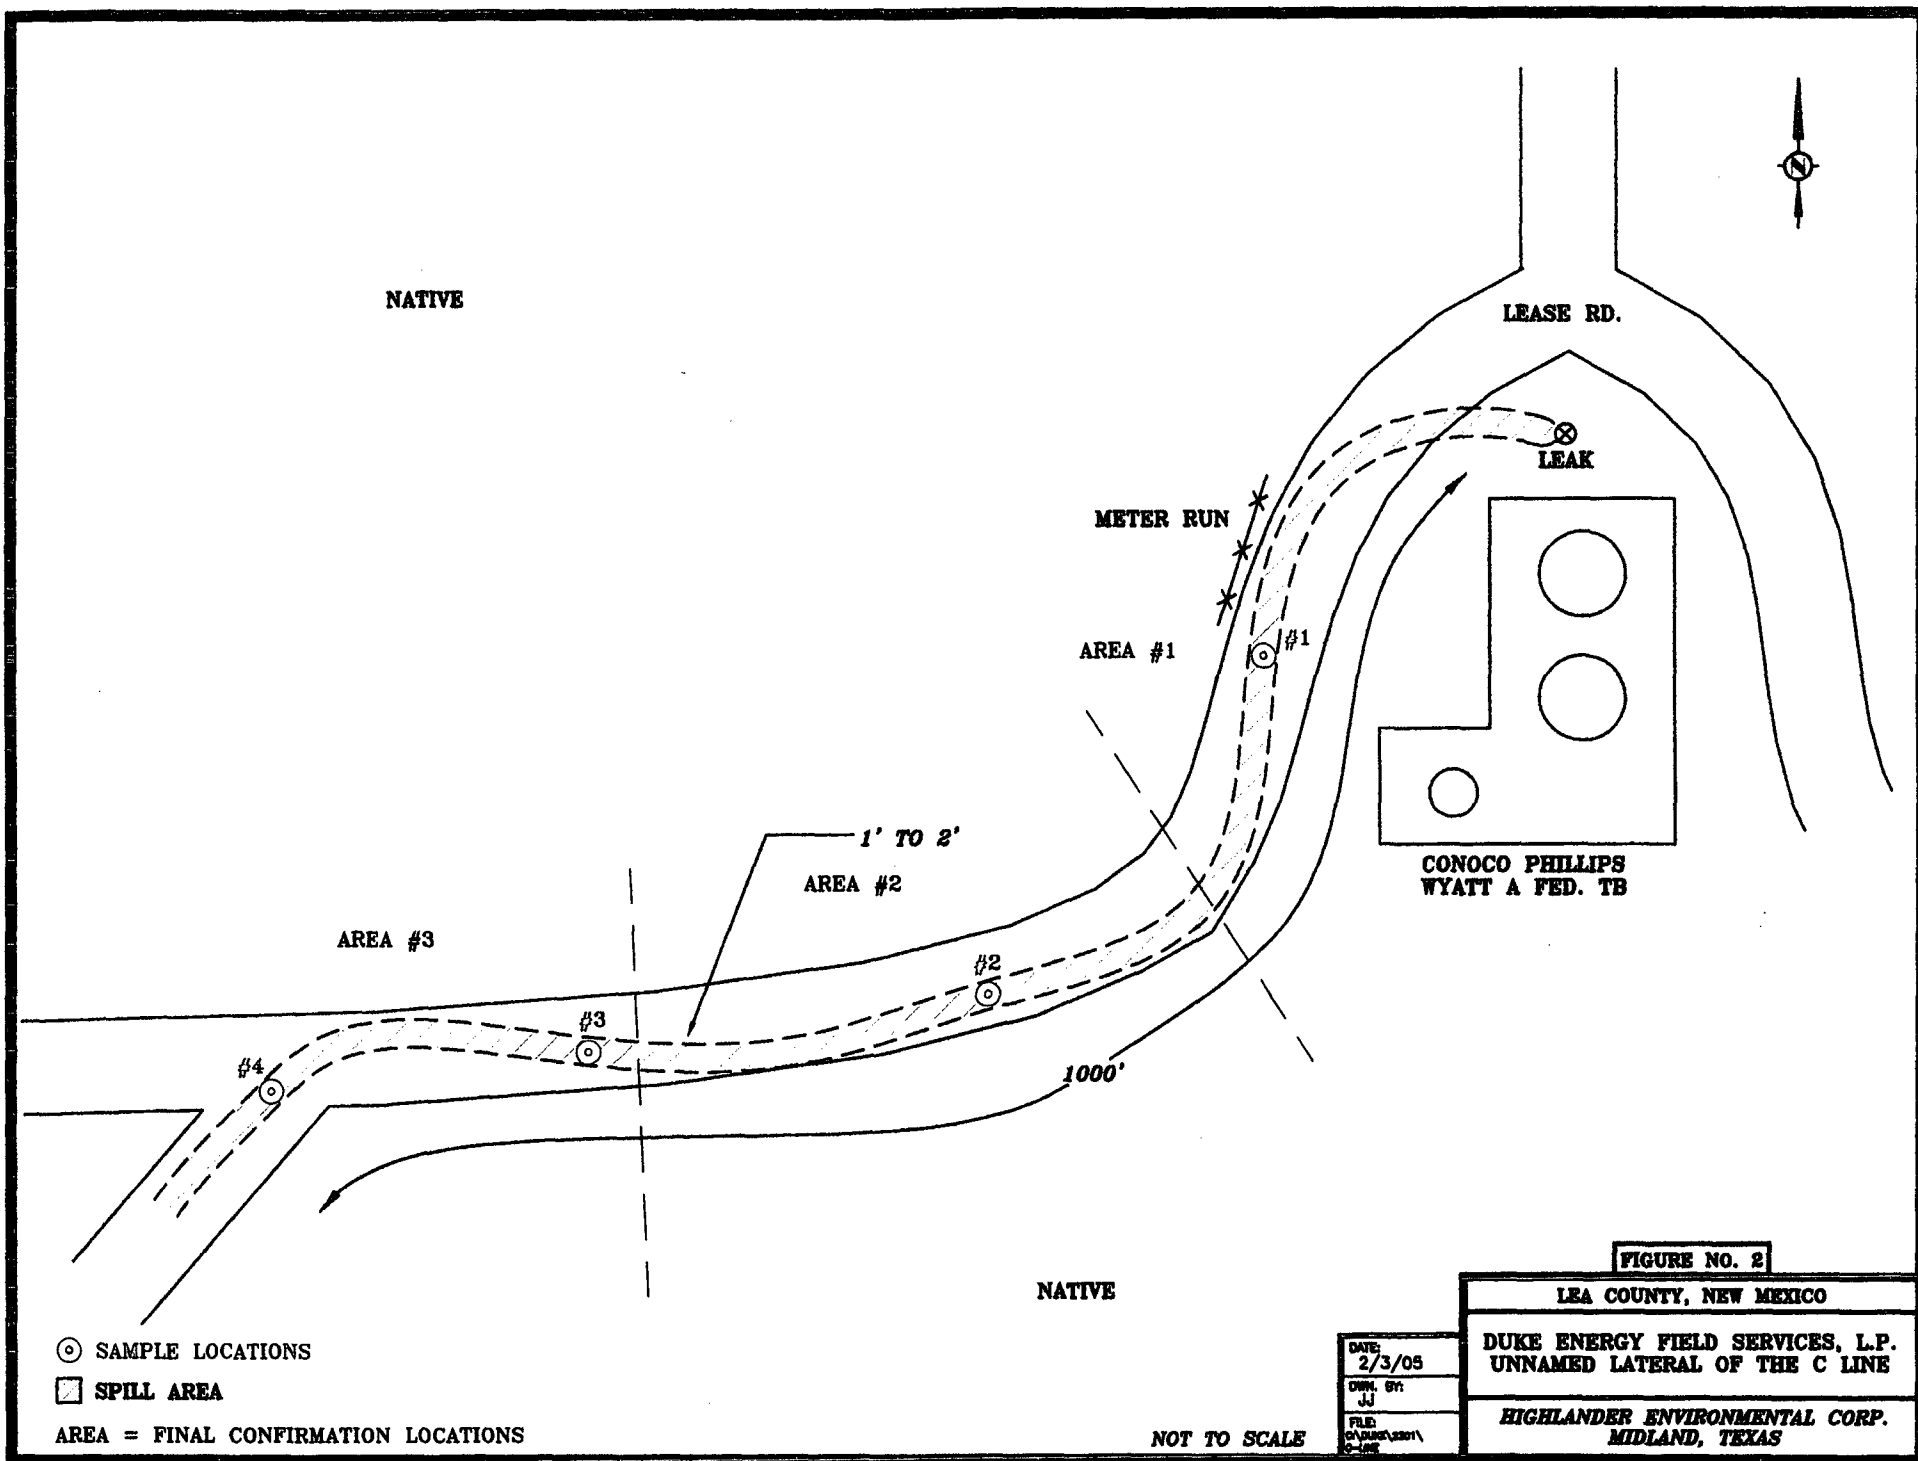 NATIVE
LEASE RD.
LEAK
METER RUN
AREA #1
#1
1' TO 2'
AREA #2
CONOCO PHILLIPS
WYATT A FED. TB
AREA #3
#2
#3
#4
1000'
NATIVE
N
SAMPLE LOCATIONS
SPILL AREA
AREA = FINAL CONFIRMATION LOCATIONS
NOT TO SCALE
DATE:
2/3/05
DWN. BY:
JJ
FILE:
FIGURE NO. 2
LEA COUNTY, NEW MEXICO
DUKE ENERGY FIELD SERVICES, L.P.
UNNAMED LATERAL OF THE C LINE
HIGHLANDER ENVIRONMENTAL CORP.
MIDLAND, TEXAS